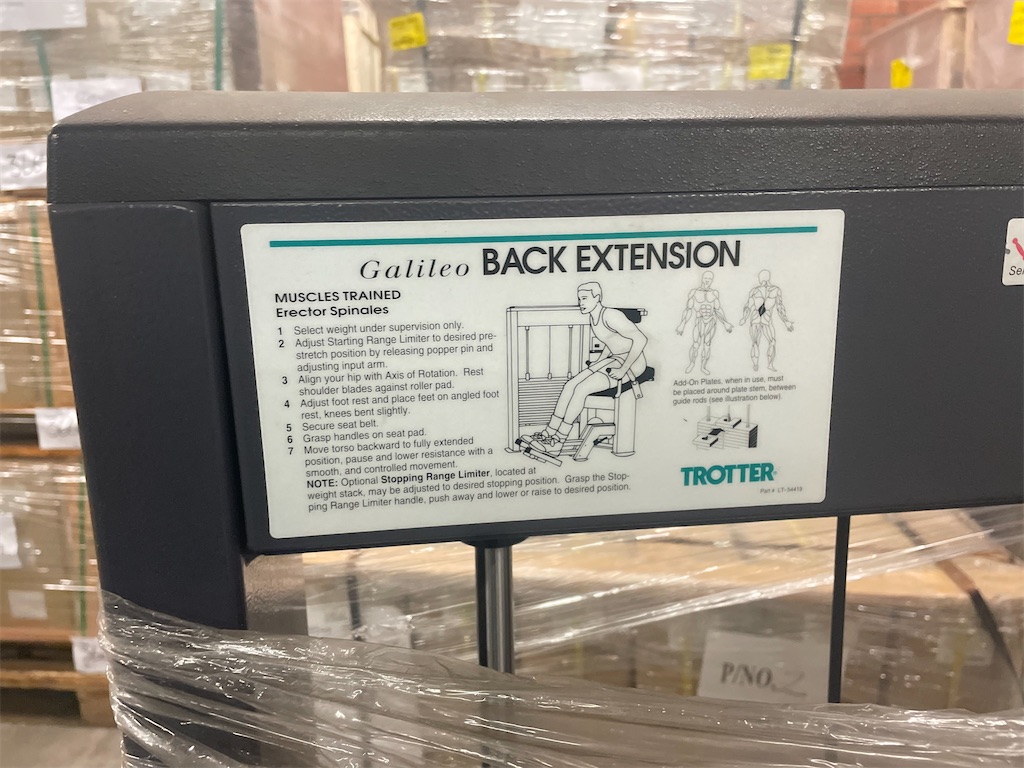 Galileo BACK EXTENSION
MUSCLES TRAINED
Erector Spinales
1 Select weight under supervision only.
2 Adjust Starting Range Limiter to desired pre-
stretch position by releasing popper pin and
adjusting input arm.
3 Align your hip with Axis of Rotation. Rest
shoulder blades against roller pad.
4 Adjust foot rest and place feet on angled foot
rest, knees bent slightly.
5 Secure seat belt.
6 Grasp handles on seat pad.
7 Move torso backward to fully extended
position, pause and lower resistance with a
smooth, and controlled movement.
NOTE: Optional Stopping Range Limiter, located at
weight stack, may be adjusted to desired stopping position. Grasp the Stop-
ping Range Limiter handle, push away and lower or raise to desired position.
Add-On Plates, when in use, must
be placed around plate stem, between
guide rods (see illustration below).
TROTTER
Part # LT-54419
P/NO. 2